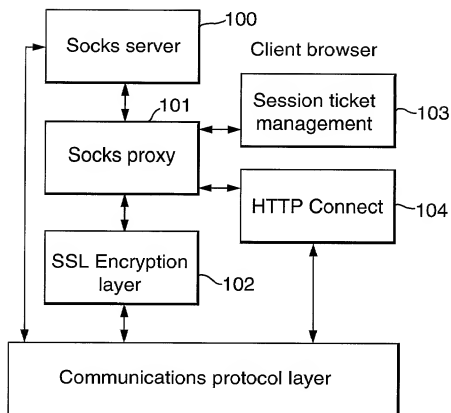 100
Socks server
Client browser
101
Session ticket
management
103
Socks proxy
HTTP Connect
104
SSL Encryption
layer
102
Communications protocol layer